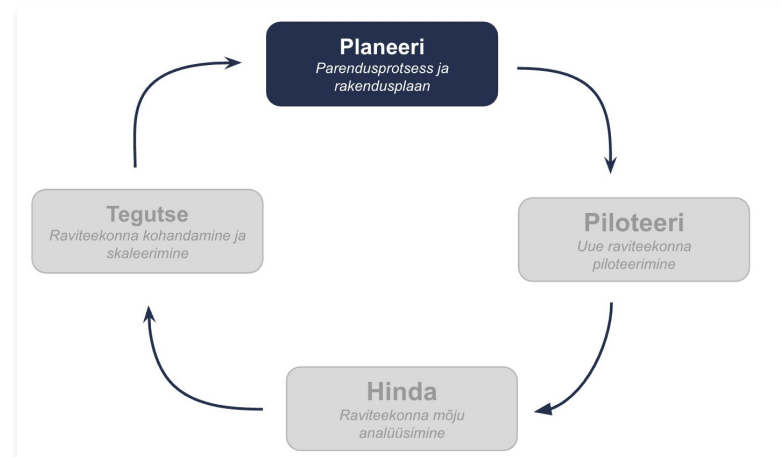 Planeeri
Parendusprotsess ja
rakendusplaan
Tegutse
Raviteekonna kohandamine ja
skaleerimine
Piloteeri
Uue raviteekonna
piloteerimine
Hinda
Raviteekonna mõju
analüüsimine